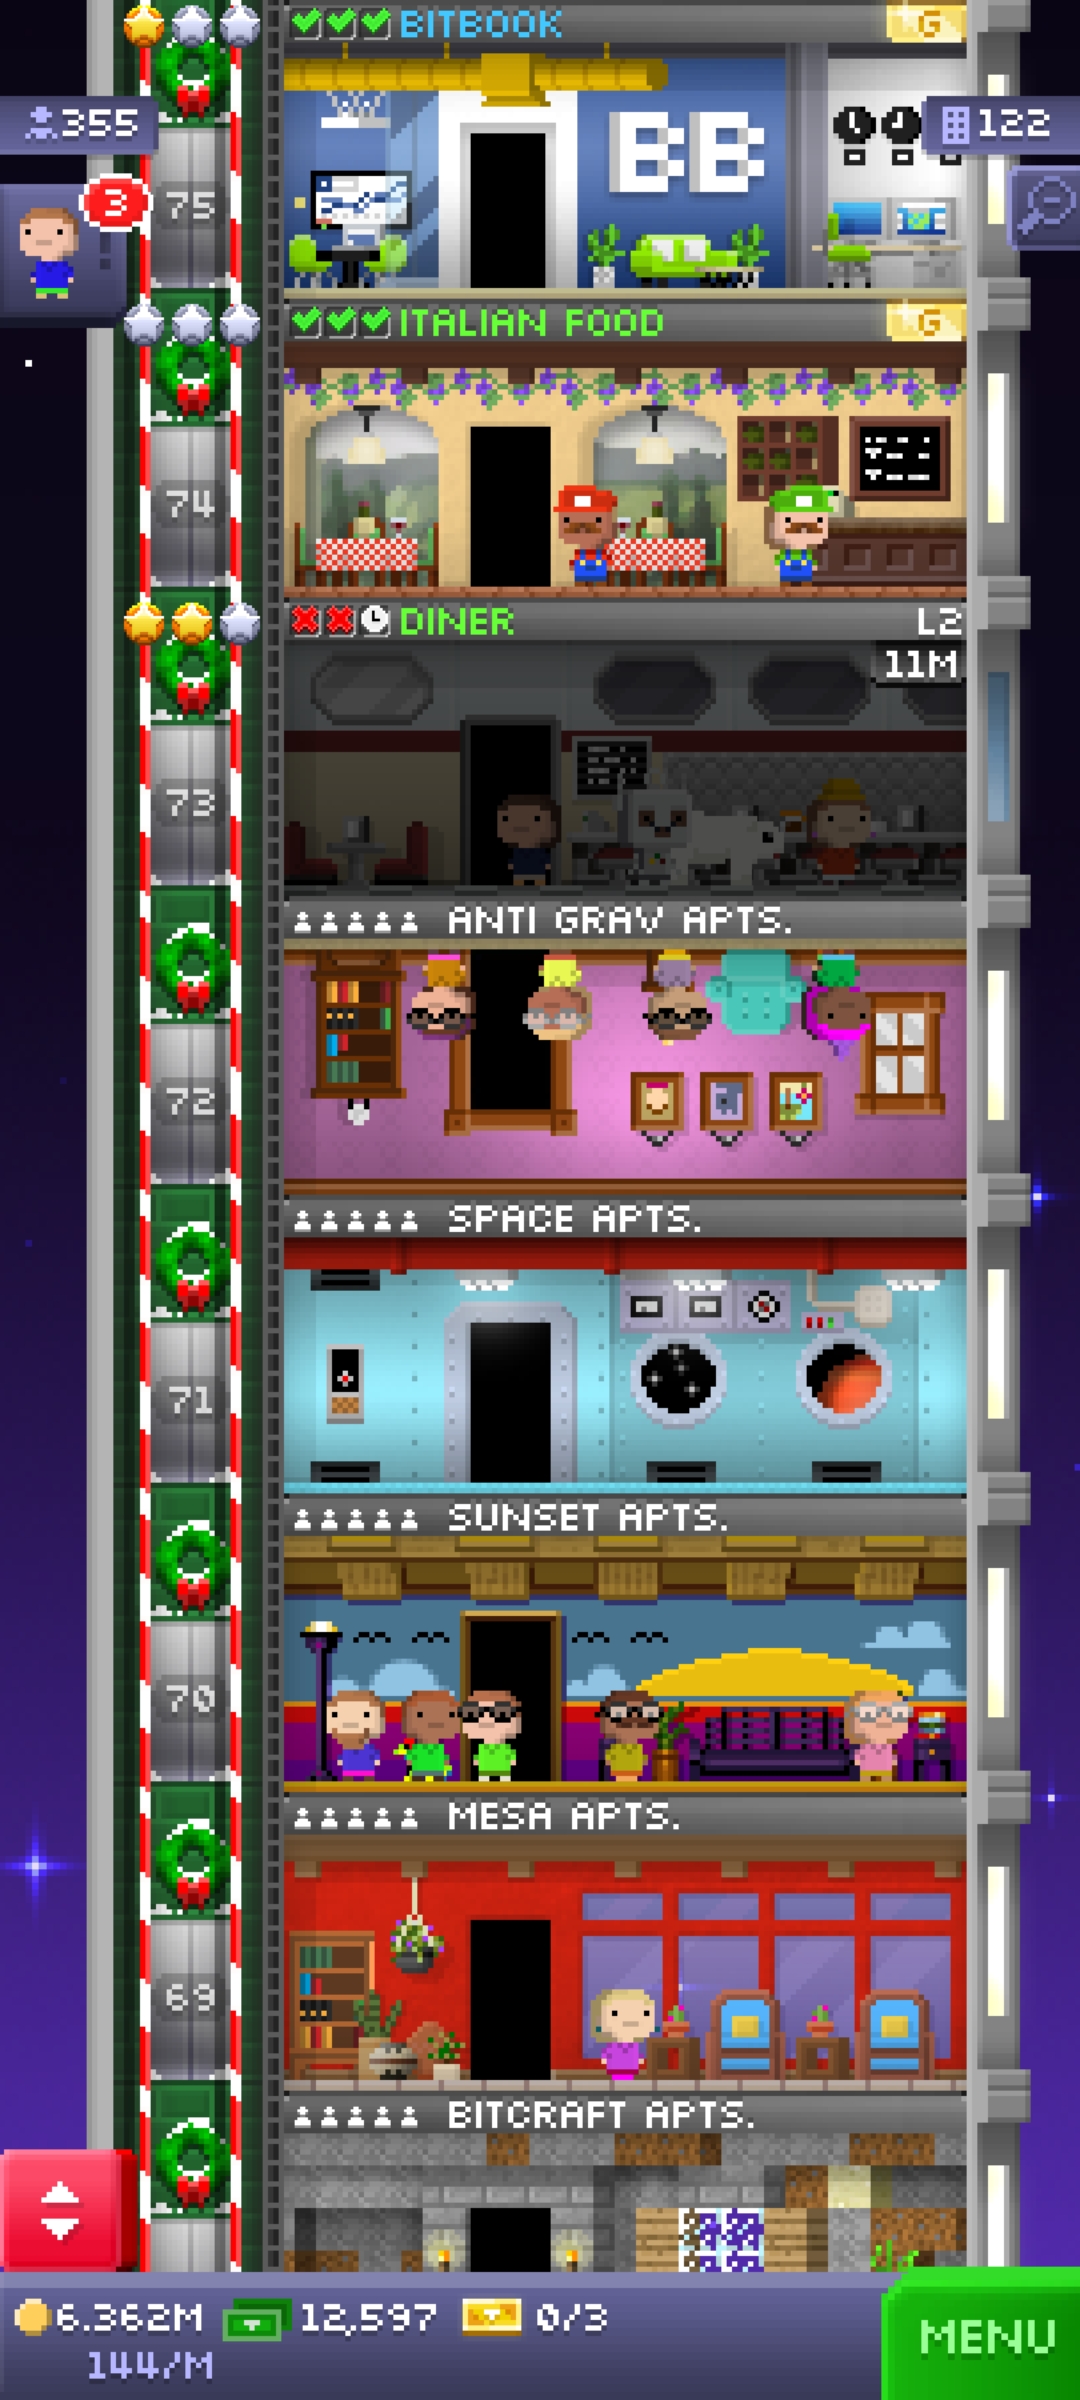 BITBOOK G
355
122
BB
3
75
ITALIAN FOOD G
74
DINER L2
11M
73
ANTI GRAV APTS.
72
SPACE APTS.
71
SUNSET APTS.
70
MESA APTS.
69
BITCRAFT APTS.
6.362M 12,597 0/3
144/M
MENU